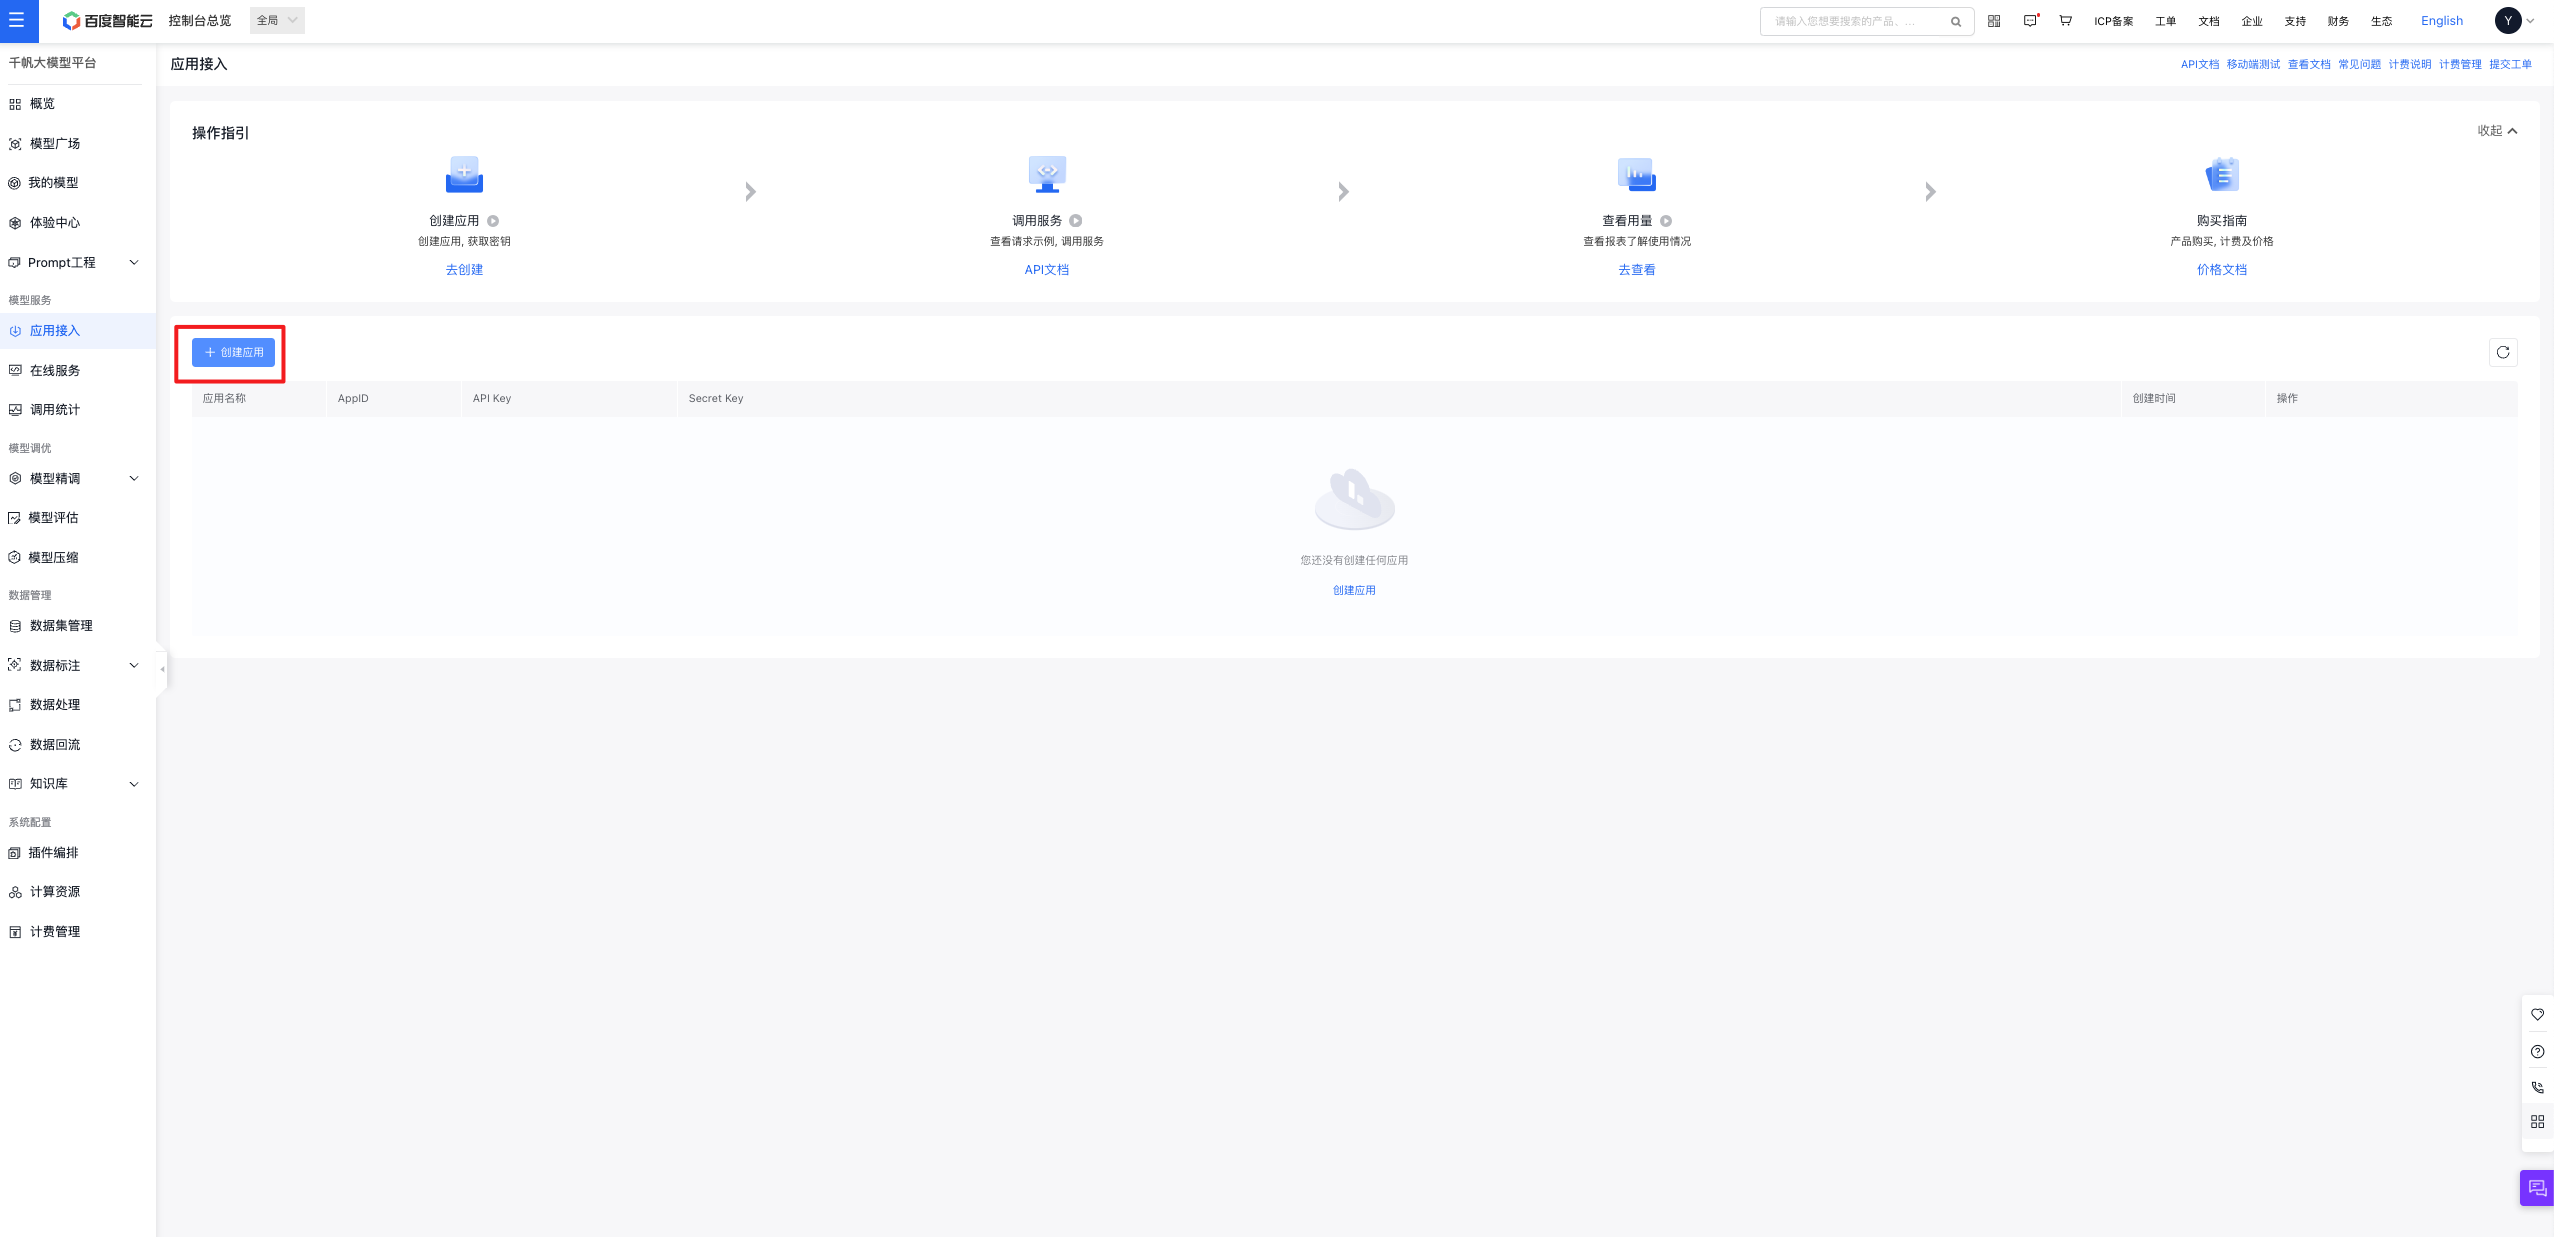 百度智能云 控制台总览 全局 请输入您想要搜索的产品、... ICP备案 工单 文档 企业 支持 财务 生态 English Y
千帆大模型平台
概览
模型广场
我的模型
体验中心
Prompt工程
模型服务
应用接入
在线服务
调用统计
模型调优
模型精调
模型评估
模型压缩
数据管理
数据集管理
数据标注
数据处理
数据回流
知识库
系统配置
插件编排
计算资源
计费管理
应用接入 API文档 移动端测试 查看文档 常见问题 计费说明 计费管理 提交工单
操作指引 收起
创建应用 调用服务 查看用量 购买指南
创建应用, 获取密钥 查看请求示例, 调用服务 查看报表了解使用情况 产品购买, 计费及价格
去创建 API文档 去查看 价格文档
+ 创建应用
应用名称 AppID API Key Secret Key 创建时间 操作
您还没有创建任何应用
创建应用